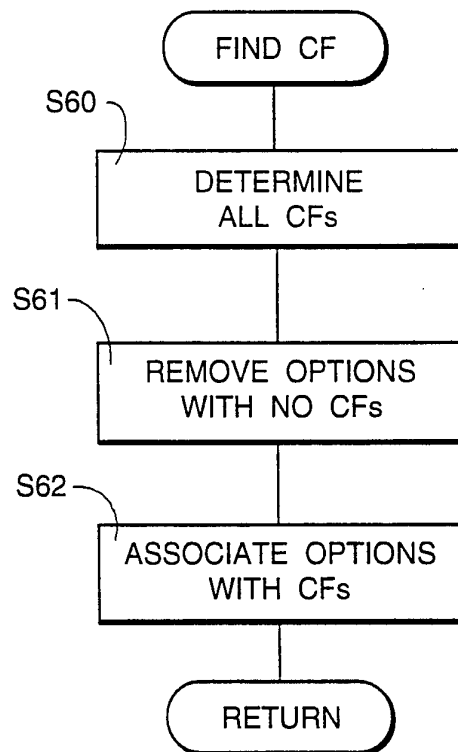 FIND CF
S60
DETERMINE
ALL CFs
S61
REMOVE OPTIONS
WITH NO CFs
S62
ASSOCIATE OPTIONS
WITH CFs
RETURN